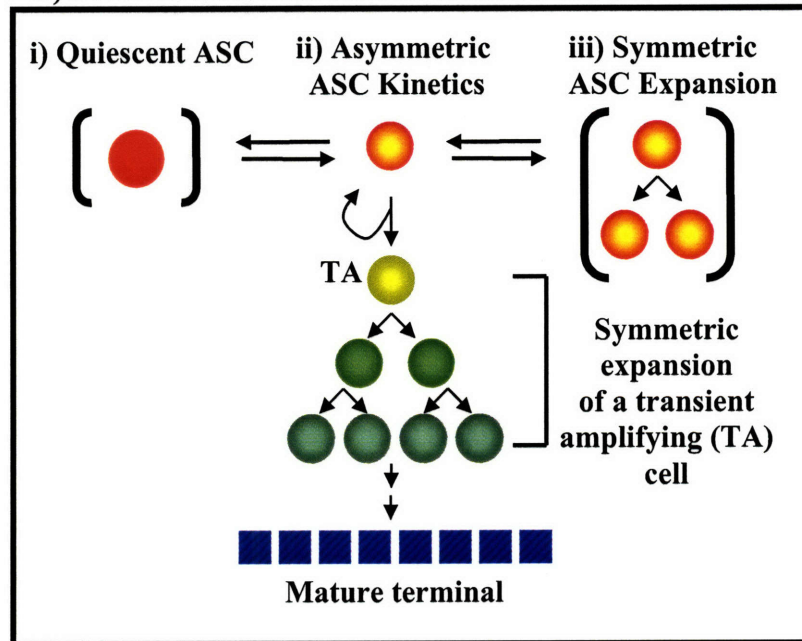 i) Quiescent ASC
ii) Asymmetric
ASC Kinetics
iii) Symmetric
ASC Expansion
TA
Symmetric
expansion
of a transient
amplifying (TA)
cell
Mature terminal